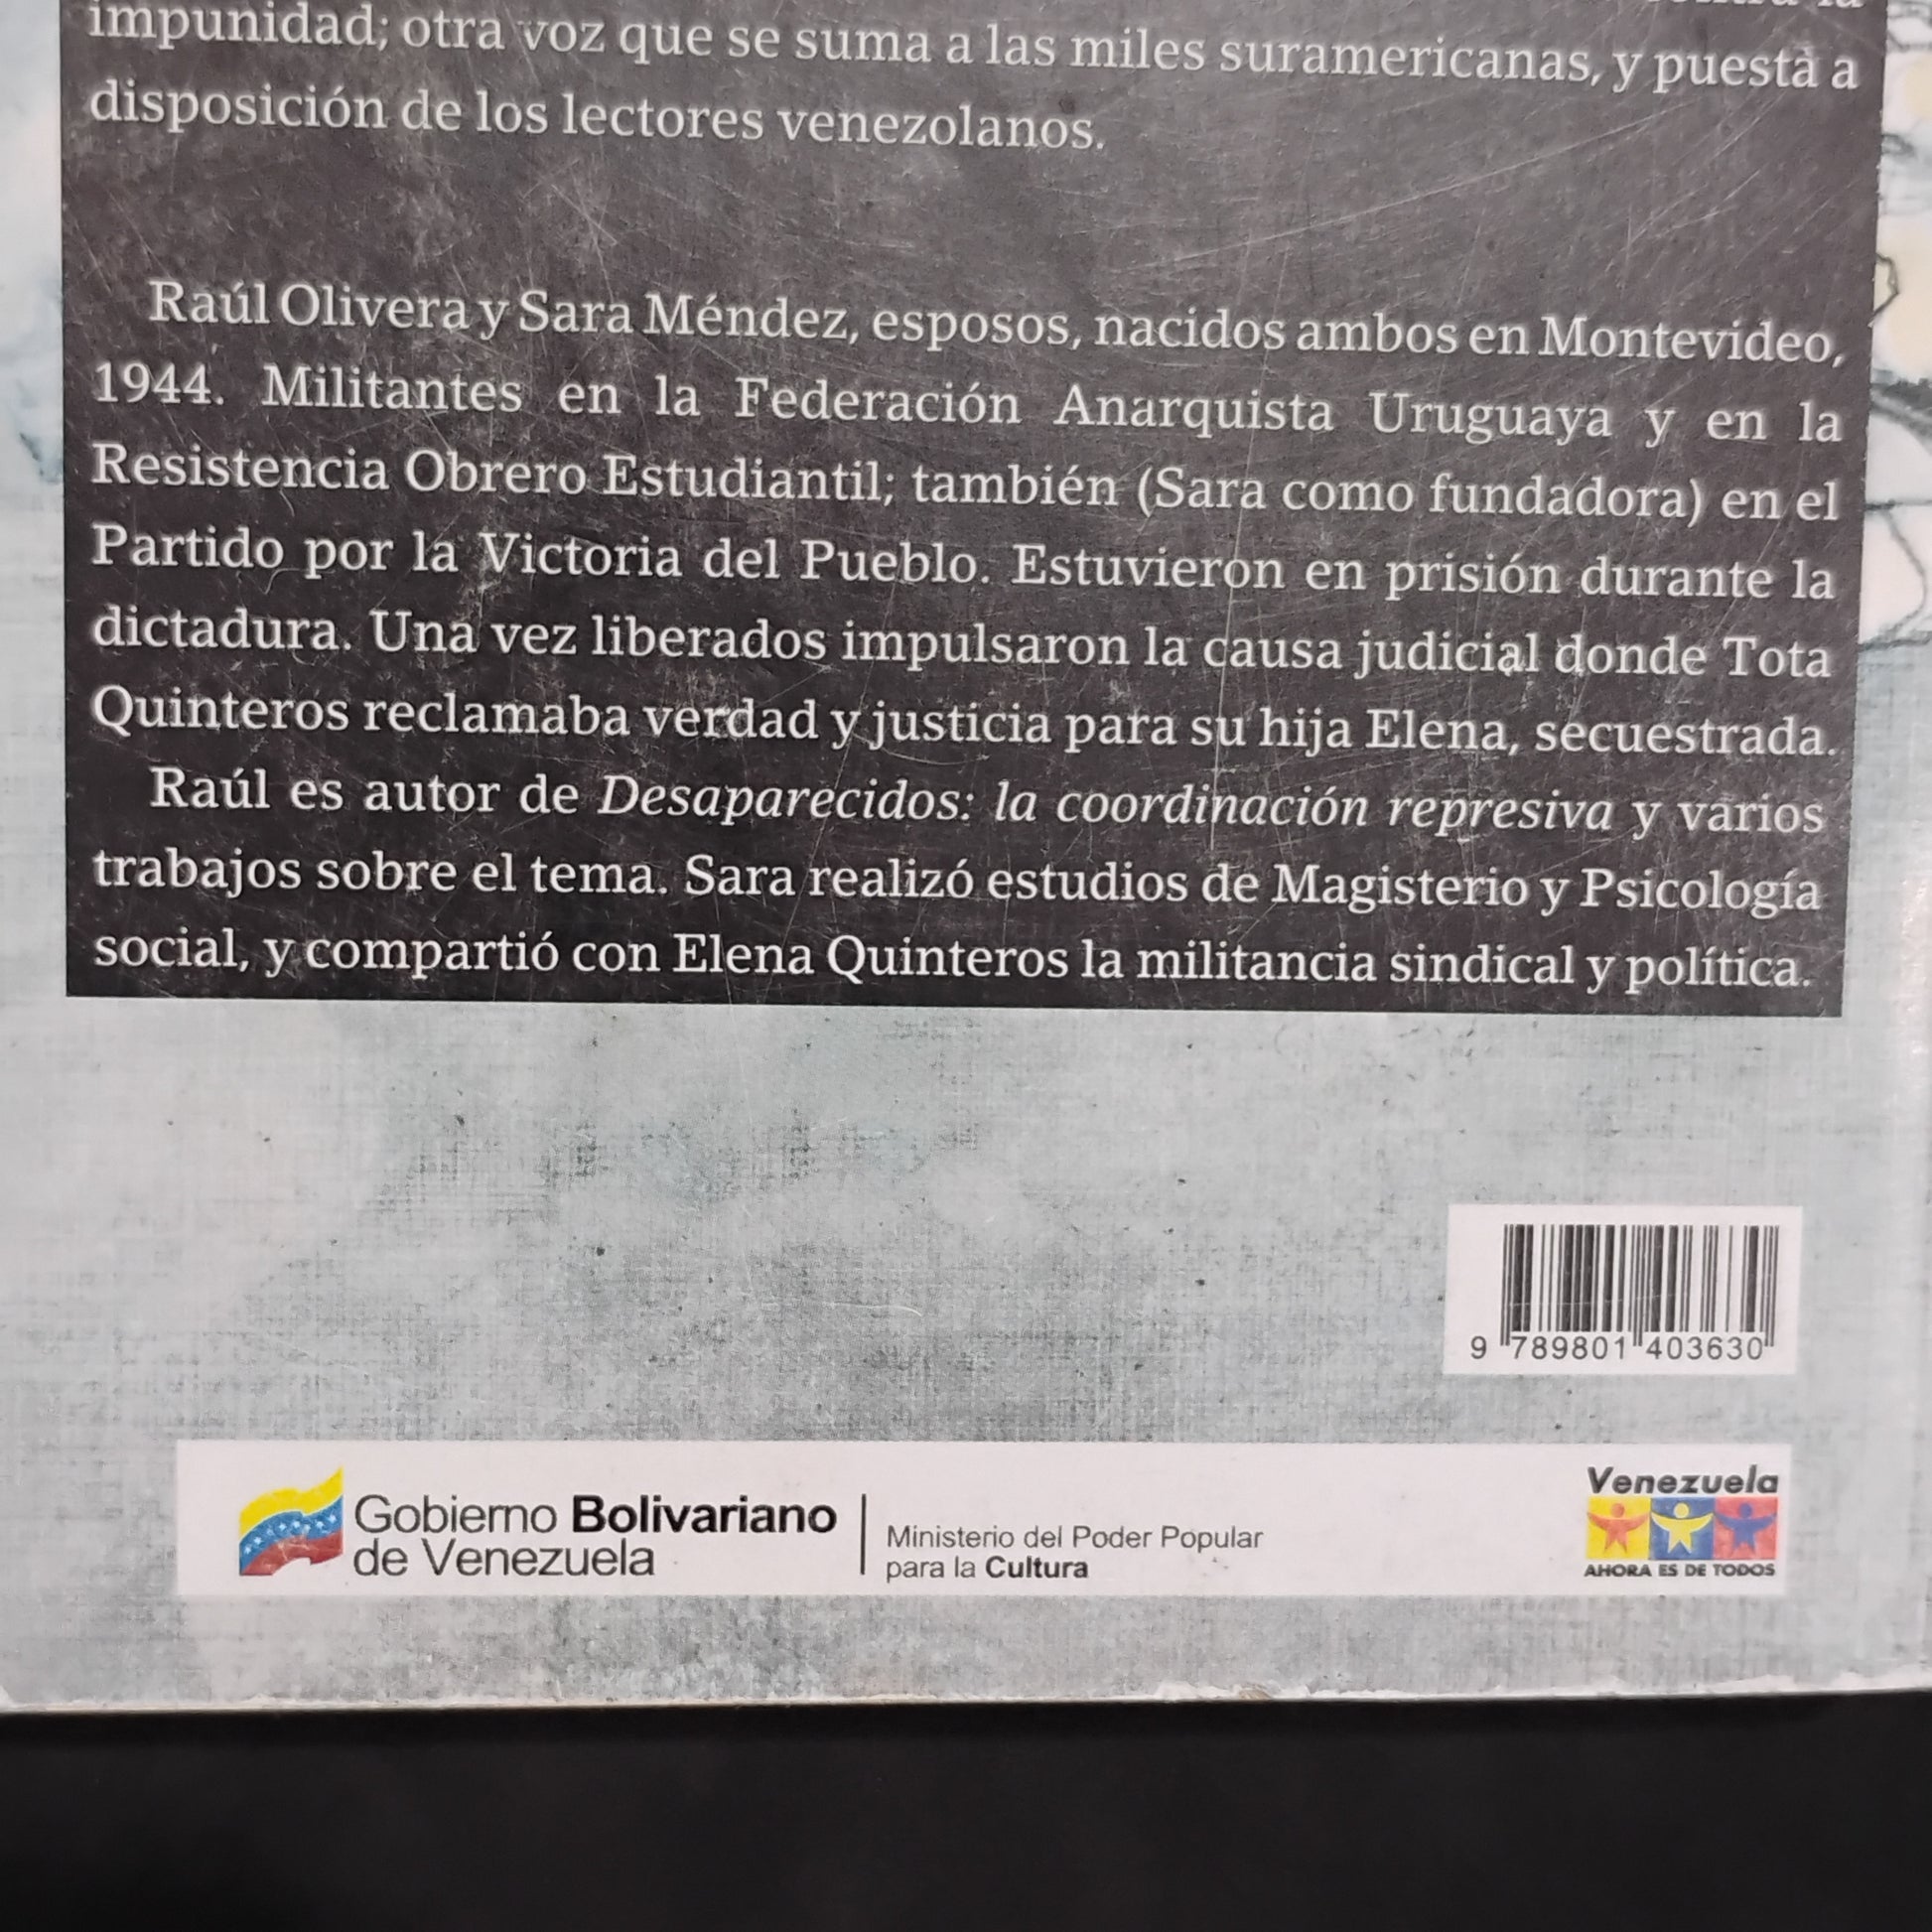 impunidad; otra voz que se suma a las miles suramericanas, y puesta a
disposición de los lectores venezolanos.
Raúl Olivera y Sara Méndez, esposos, nacidos ambos en Montevideo,
1944. Militantes en la Federación Anarquista Uruguaya y en la
Resistencia Obrero Estudiantil; también (Sara como fundadora) en el
Partido por la Victoria del Pueblo. Estuvieron en prisión durante la
dictadura. Una vez liberados impulsaron la causa judicial donde Tota
Quinteros reclamaba verdad y justicia para su hija Elena, secuestrada.
Raúl es autor de Desaparecidos: la coordinación represiva y varios
trabajos sobre el tema. Sara realizó estudios de Magisterio y Psicología
social, y compartió con Elena Quinteros la militancia sindical y política.
9 789801 403630
Gobierno Bolivariano
de Venezuela
Ministerio del Poder Popular
para la Cultura
Venezuela
AHORA ES DE TODOS